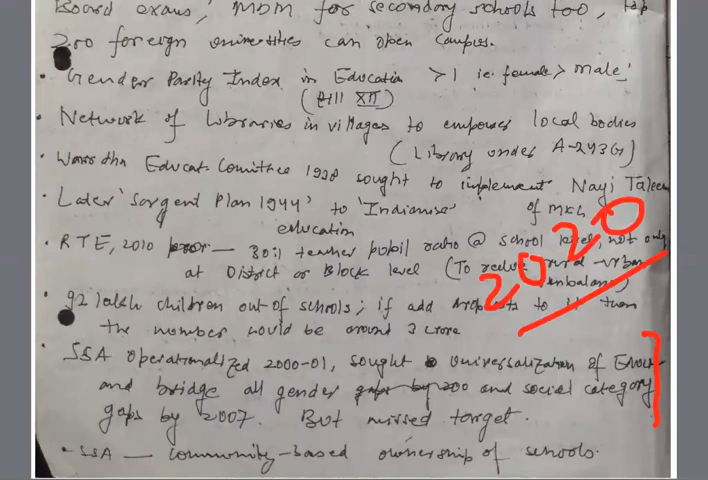 Board exams, MDM for secondary schools too, top
200 foreign universities can open campus.
• Gender Parity Index in Education >1 i.e. female > male
(till XII)
• Network of libraries in villages to empower local bodies
(Library under A-243G)
• Wardha Educat. Comittee 1938 sought to implement Nayi Taleem
of MKG
• Later 'Sargent Plan 1944' to 'Indianise'
education
• RTE, 2010 — 30:1 teacher pupil ratio @ school level not only
at District or Block level (To reduce urban
imbalance)
2020
• 92 lakh children out of schools; if add to it then
the number would be around 2 crore
• SSA operationalized 2000-01, sought universalization of
and bridge all gender gaps by 200 and social category
gaps by 2007. But missed target.
• SSA — community-based ownership of schools.